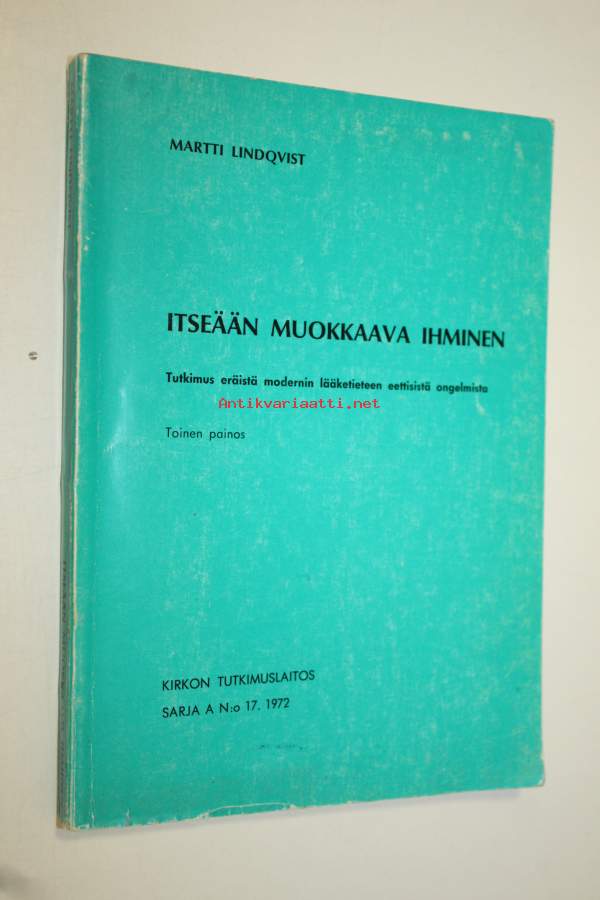 MARTTI LINDQVIST
ITSEÄÄN MUOKKAAVA IHMINEN
Tutkimus eräistä modernin lääketieteen eettisistä ongelmista
Antikvariaatti.net
Toinen painos
KIRKON TUTKIMUSLAITOS
SARJA A N:o 17. 1972